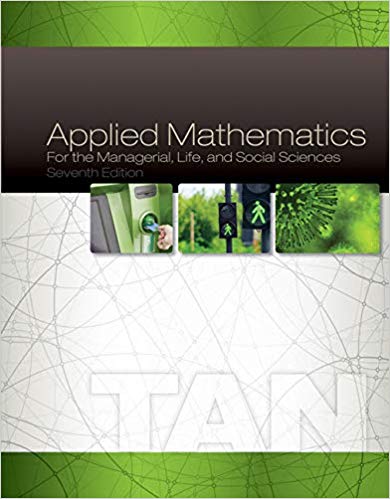 Applied Mathematics
For the Managerial, Life, and Social Sciences
Seventh Edition
TAN